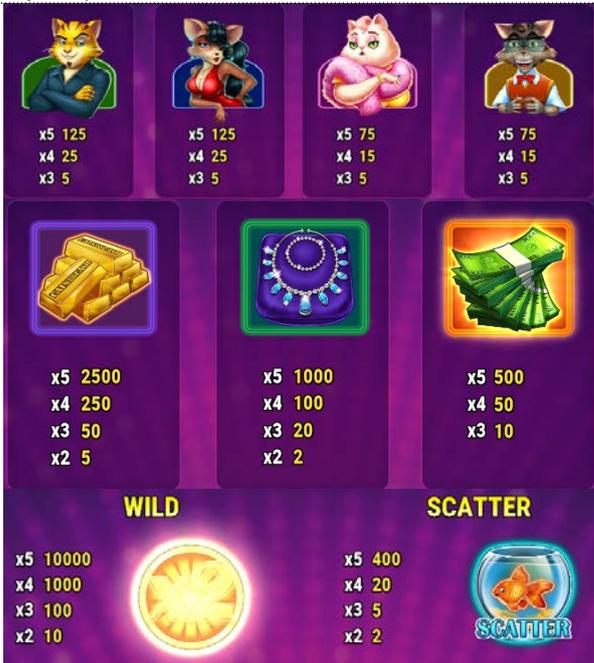 x5 125
x4 25
x3 5
x5 125
x4 25
x3 5
x5 75
x4 15
x3 5
x5 75
x4 15
x3 5
x5 2500
x4 250
x3 50
x2 5
x5 1000
x4 100
x3 20
x2 2
x5 500
x4 50
x3 10
WILD
x5 10000
x4 1000
x3 100
x2 10
SCATTER
x5 400
x4 20
x3 5
x2 2
SCATTER